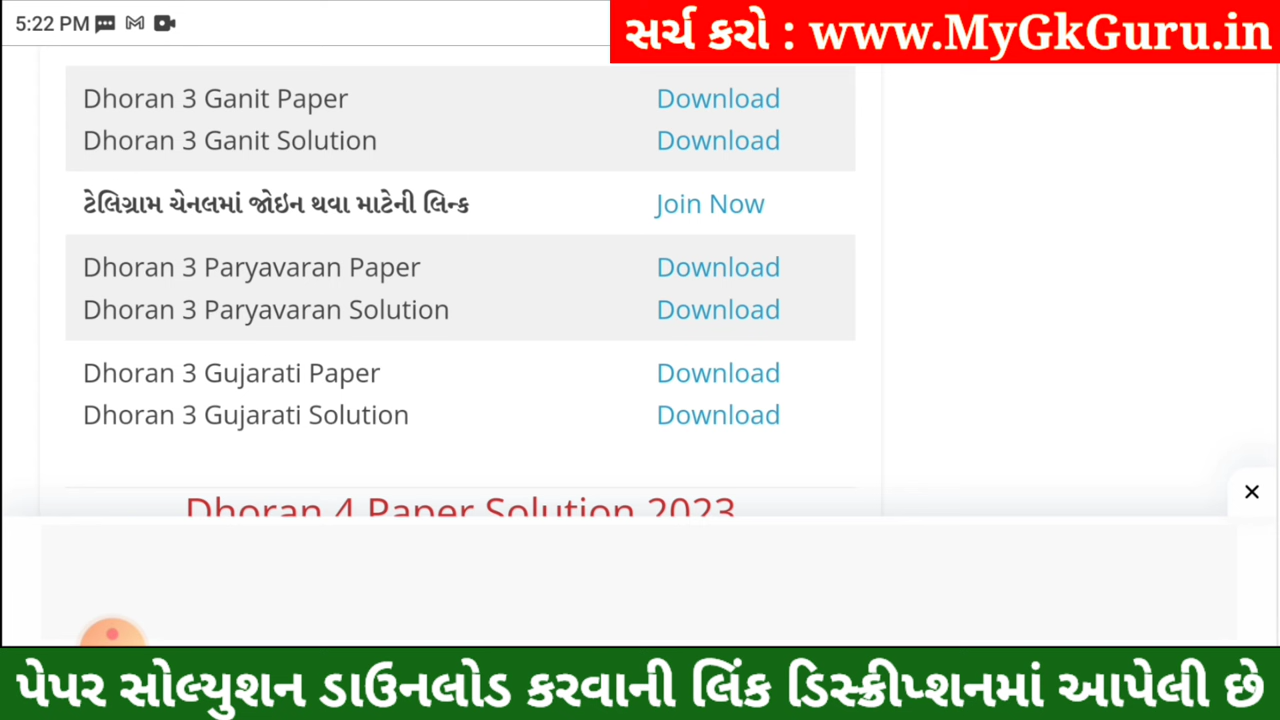 5:22 PM
સર્ચ કરો : www.MyGkGuru.in
Dhoran 3 Ganit Paper Download
Dhoran 3 Ganit Solution Download
ટેલિગ્રામ ચેનલમાં જોઇન થવા માટેની લિન્ક Join Now
Dhoran 3 Paryavaran Paper Download
Dhoran 3 Paryavaran Solution Download
Dhoran 3 Gujarati Paper Download
Dhoran 3 Gujarati Solution Download
Dhoran 4 Paper Solution 2023
પેપર સોલ્યુશન ડાઉનલોડ કરવાની લિંક ડિસ્ક્રીપ્શનમાં આપેલી છે